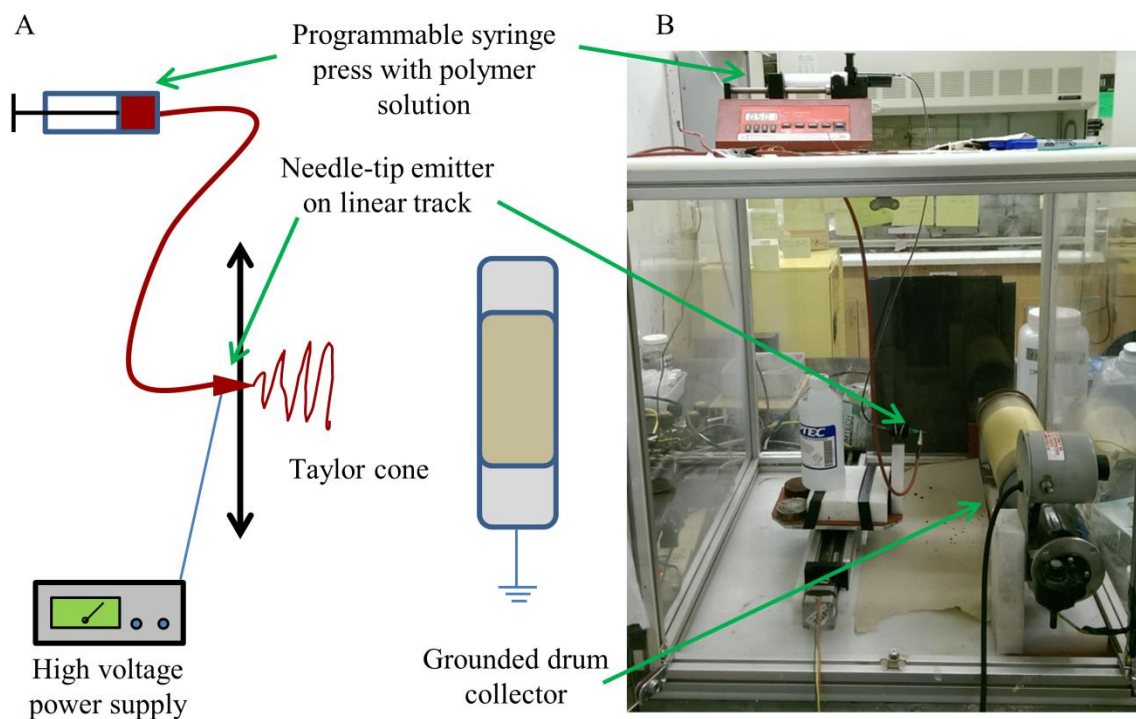 A
Programmable syringe
press with polymer
solution
B
Needle-tip emitter
on linear track
Taylor cone
High voltage
power supply
Grounded drum
collector